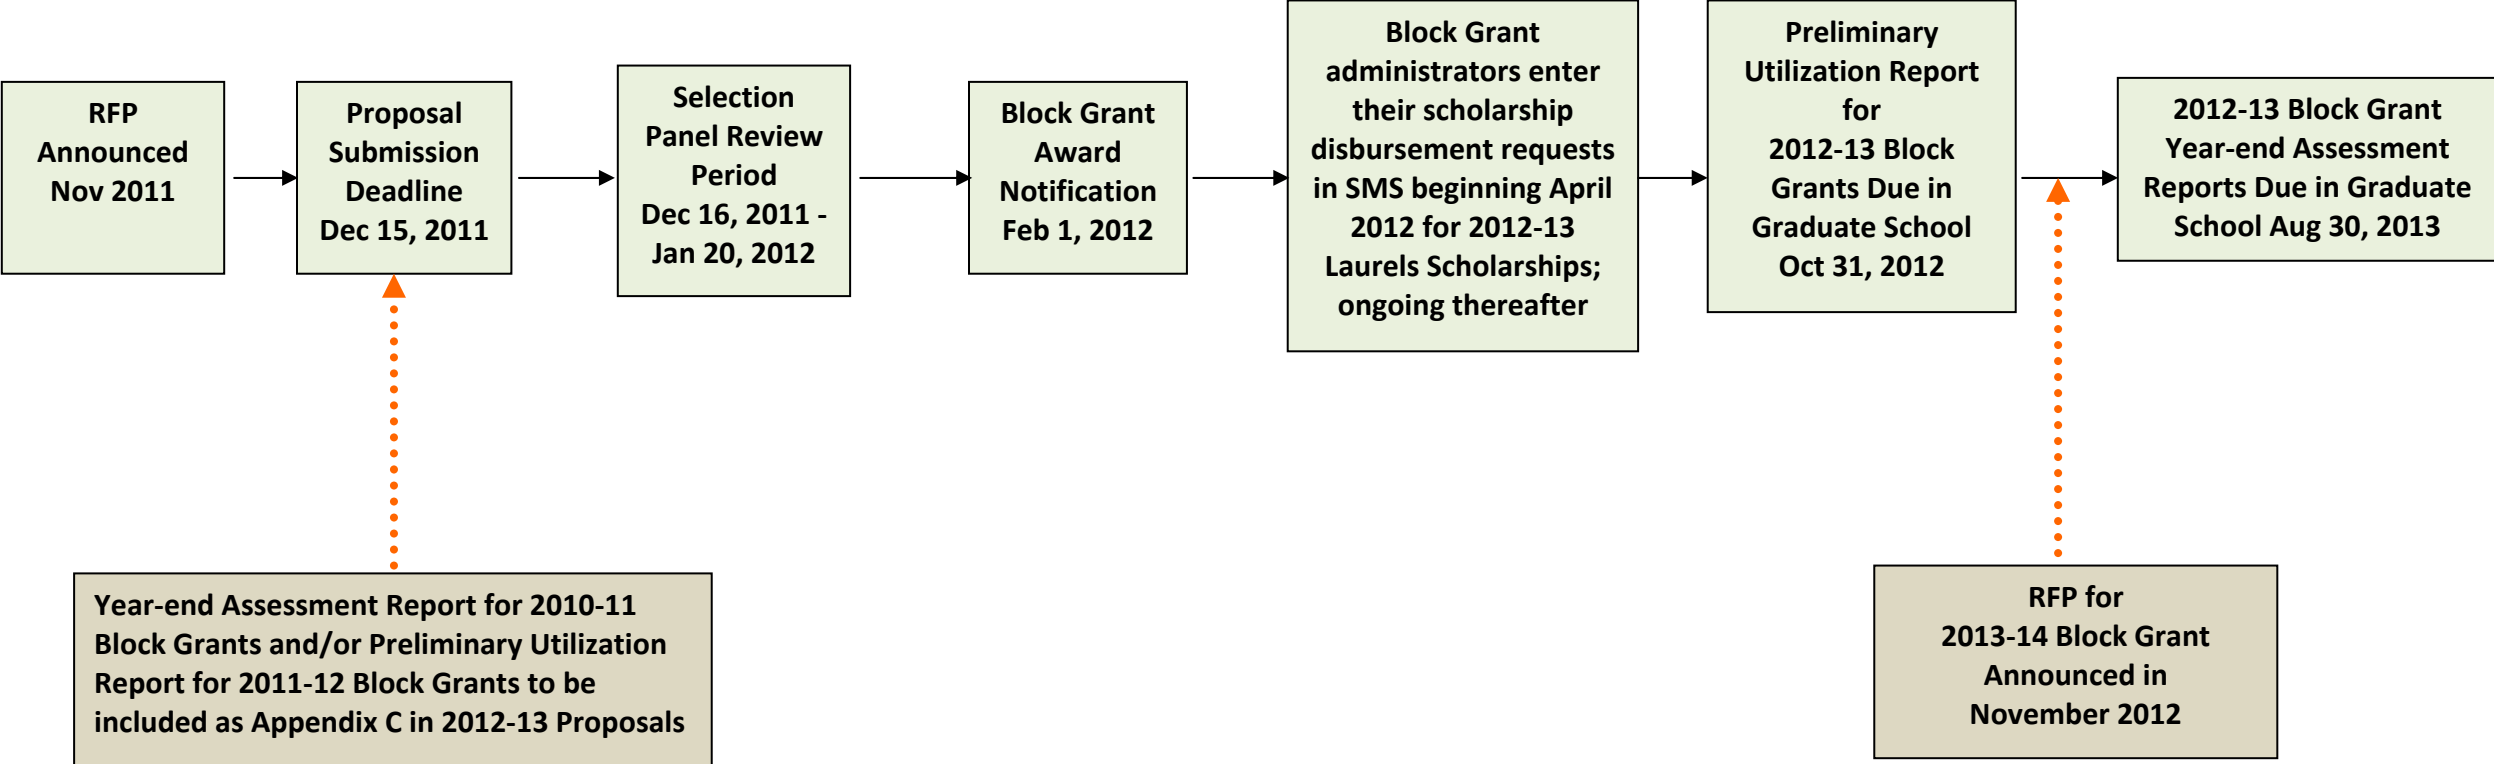 RFP
Announced
Nov 2011
Proposal
Submission
Deadline
Dec 15, 2011
Selection
Panel Review
Period
Dec 16, 2011 -
Jan 20, 2012
Block Grant
Award
Notification
Feb 1, 2012
Block Grant
administrators enter
their scholarship
disbursement requests
in SMS beginning April
2012 for 2012-13
Laurels Scholarships;
ongoing thereafter
Preliminary
Utilization Report
for
2012-13 Block
Grants Due in
Graduate School
Oct 31, 2012
2012-13 Block Grant
Year-end Assessment
Reports Due in Graduate
School Aug 30, 2013
Year-end Assessment Report for 2010-11
Block Grants and/or Preliminary Utilization
Report for 2011-12 Block Grants to be
included as Appendix C in 2012-13 Proposals
RFP for
2013-14 Block Grant
Announced in
November 2012